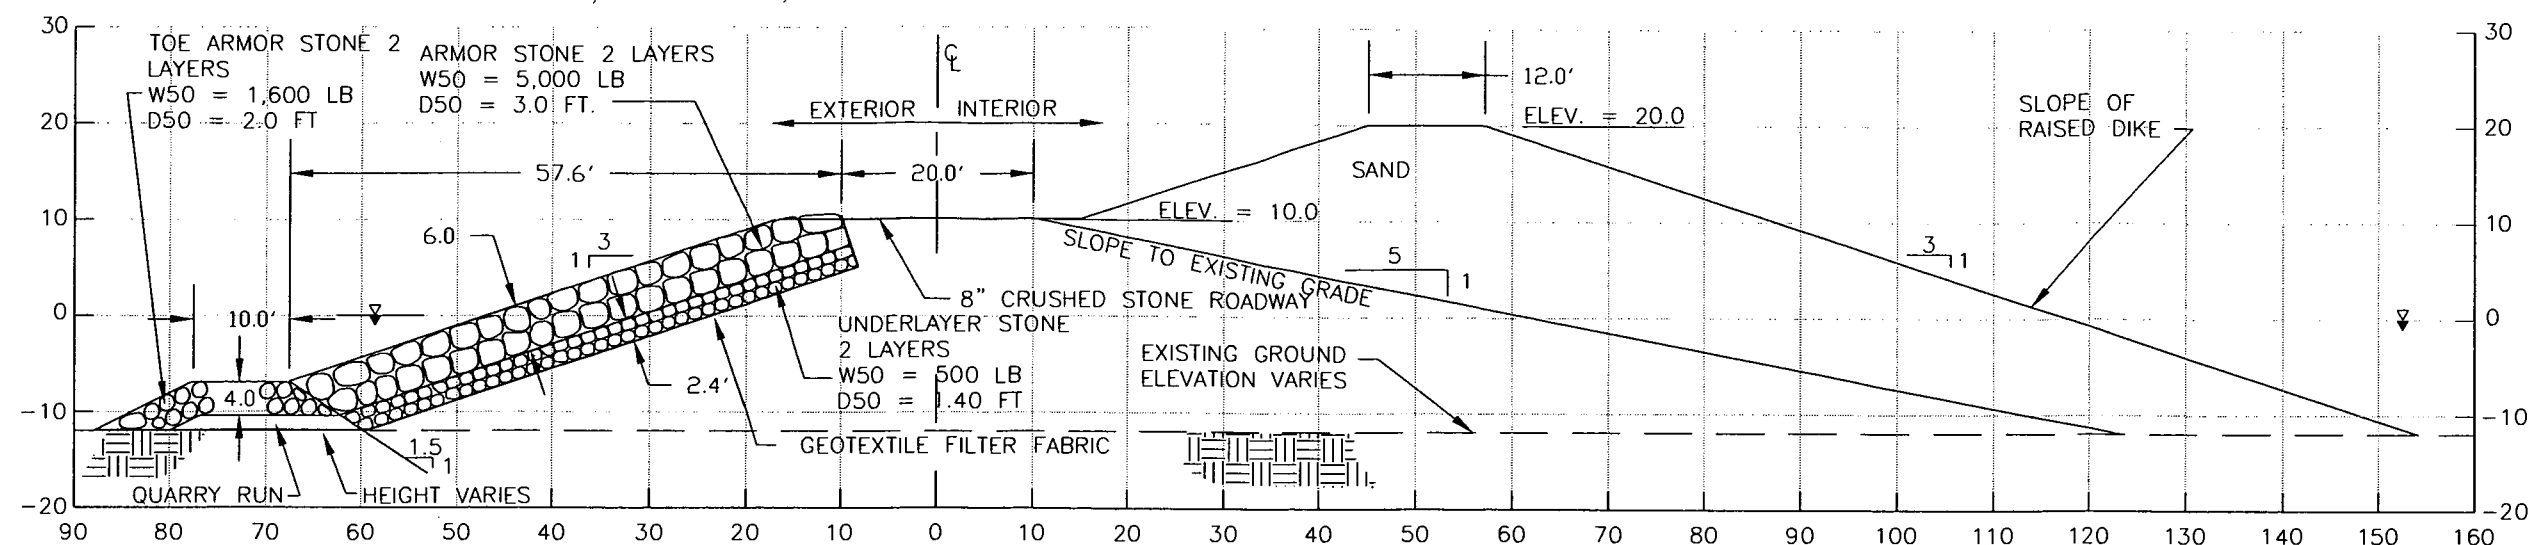 30
20
10
0
-10
-20
TOE ARMOR STONE 2
LAYERS
W50 = 1,600 LB
D50 = 2.0 FT
ARMOR STONE 2 LAYERS
W50 = 5,000 LB
D50 = 3.0 FT.
℄
EXTERIOR
INTERIOR
57.6'
20.0'
12.0'
ELEV. = 20.0
SLOPE OF
RAISED DIKE
SAND
ELEV. = 10.0
6.0
3
1
SLOPE TO EXISTING GRADE
5
1
3
1
10.0'
8" CRUSHED STONE ROADWAY
UNDERLAYER STONE
2 LAYERS
W50 = 500 LB
D50 = 1.40 FT
EXISTING GROUND
ELEVATION VARIES
4.0
2.4'
GEOTEXTILE FILTER FABRIC
1.5
1
QUARRY RUN
HEIGHT VARIES
30
20
10
0
-10
-20
90 80 70 60 50 40 30 20 10 0 10 20 30 40 50 60 70 80 90 100 110 120 130 140 150 160